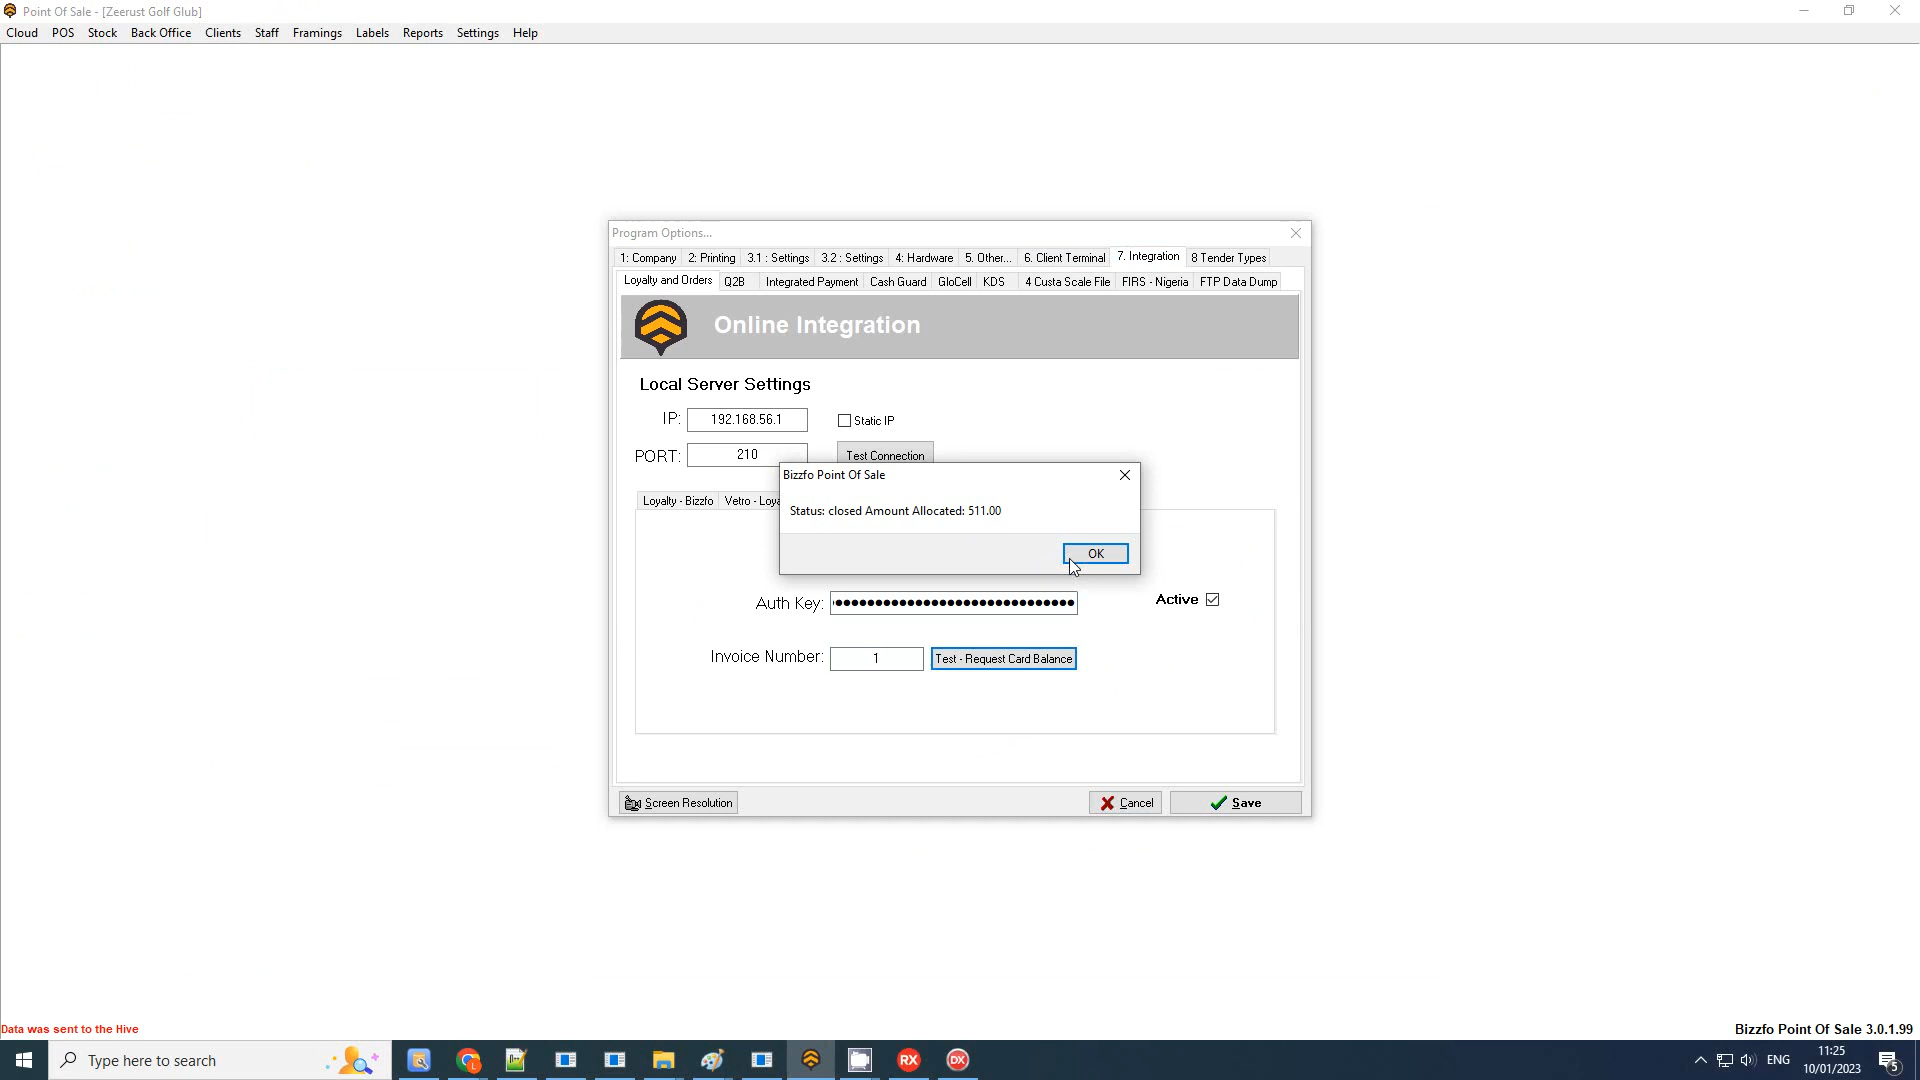 Point Of Sale - [Zeerust Golf Glub]
Cloud POS Stock Back Office Clients Staff Framings Labels Reports Settings Help
Program Options...
1: Company 2: Printing 3.1 : Settings 3.2 : Settings 4: Hardware 5. Other... 6. Client Terminal 7. Integration 8 Tender Types
Loyalty and Orders Q2B Integrated Payment Cash Guard GloCell KDS 4 Custa Scale File FIRS - Nigeria FTP Data Dump
Online Integration
Local Server Settings
IP: 192.168.56.1 Static IP
PORT: 210 Test Connection
Bizzfo Point Of Sale
Loyalty - Bizzfo Vetro - Loya
Status: closed Amount Allocated: 511.00
OK
Auth Key: Active
Invoice Number: 1 Test - Request Card Balance
Screen Resolution Cancel Save
Data was sent to the Hive
Bizzfo Point Of Sale 3.0.1.99
Type here to search
RX DX
ENG
11:25
10/01/2023
5